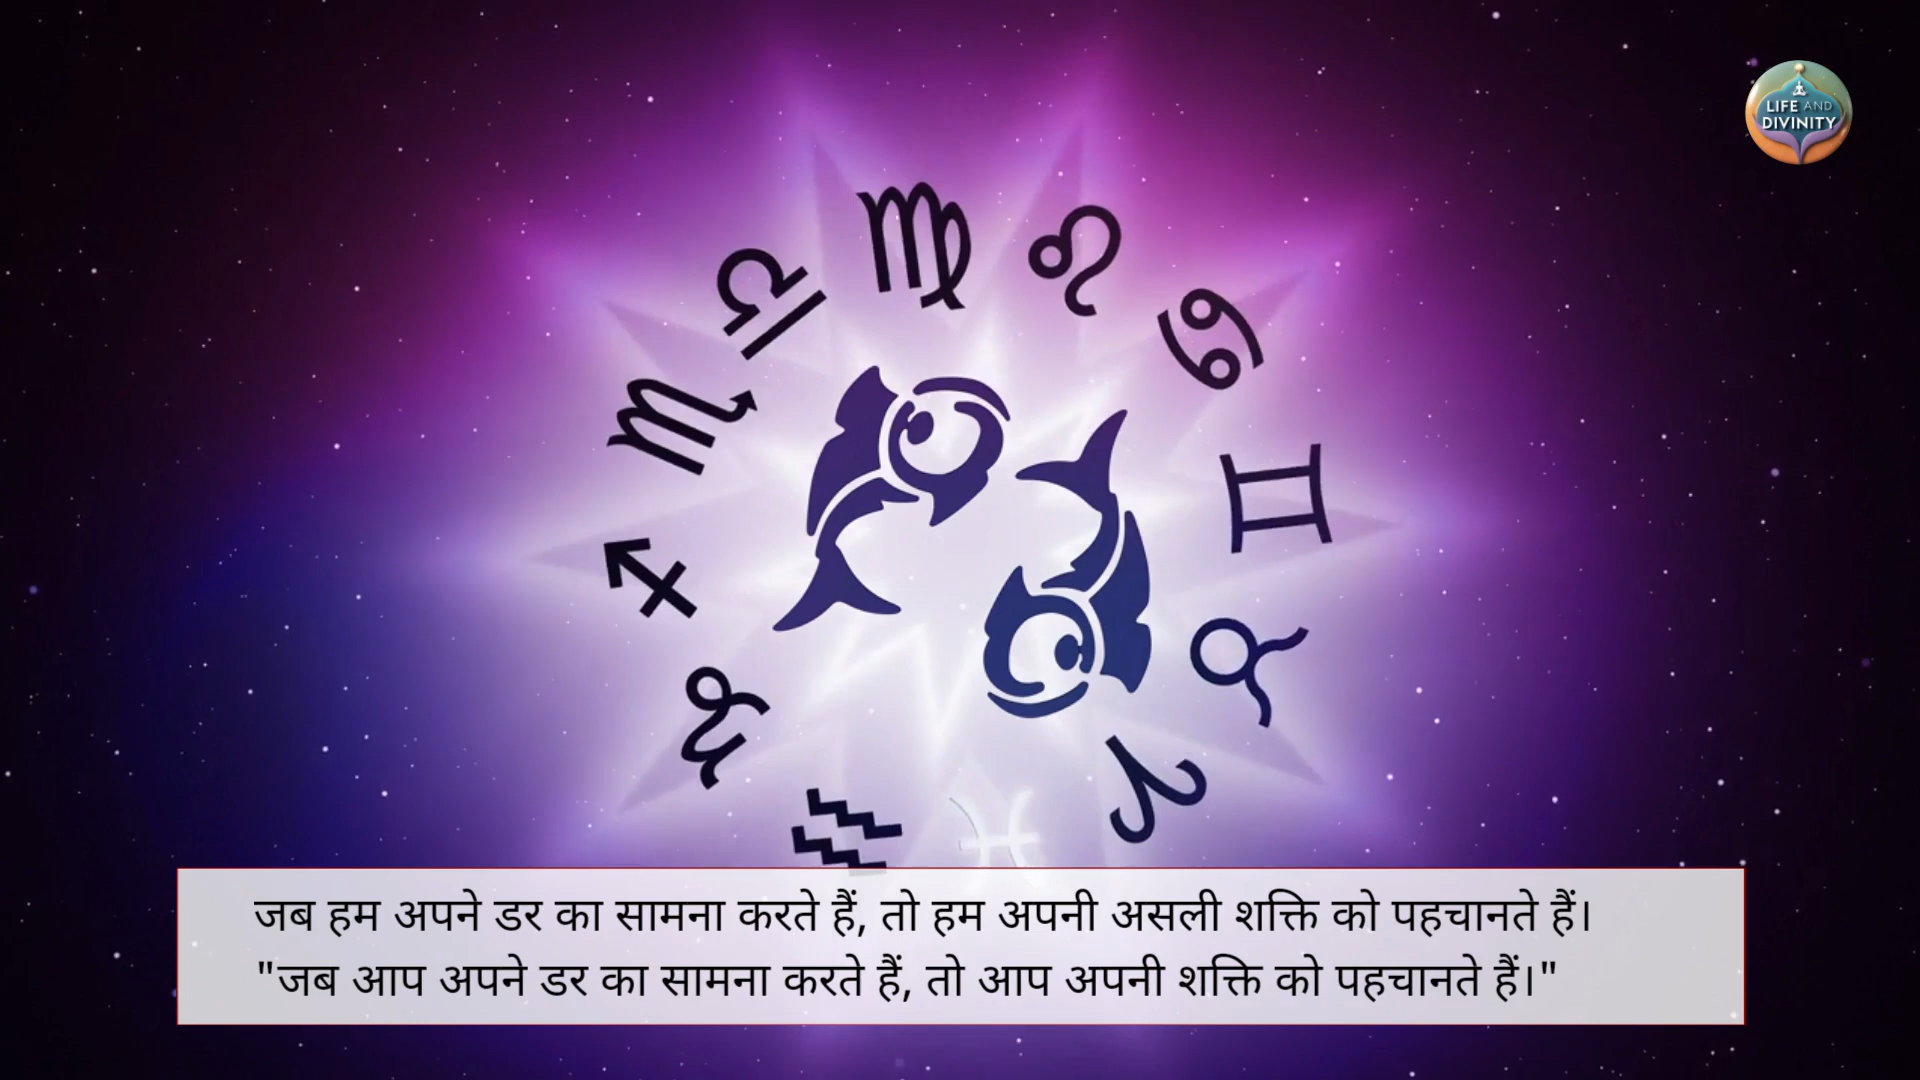 LIFE AND
DIVINITY
जब हम अपने डर का सामना करते हैं, तो हम अपनी असली शक्ति को पहचानते हैं।
"जब आप अपने डर का सामना करते हैं, तो आप अपनी शक्ति को पहचानते हैं।"